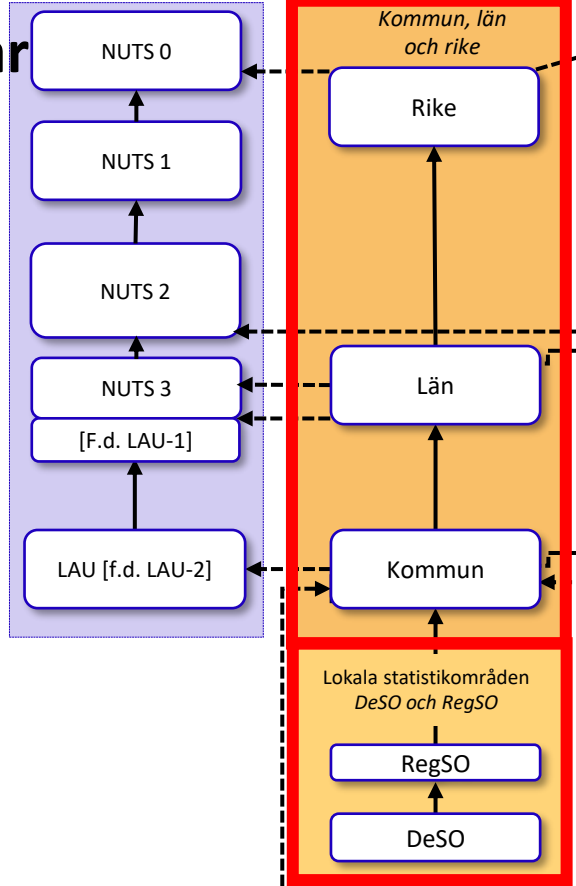 NUTS 0
NUTS 1
NUTS 2
NUTS 3
[F.d. LAU-1]
LAU [f.d. LAU-2]
Kommun, län
och rike
Rike
Län
Kommun
Lokala statistikområden
DeSO och RegSO
RegSO
DeSO